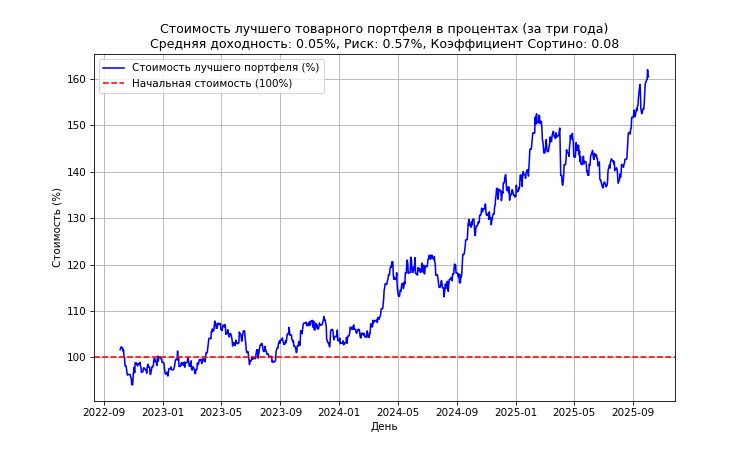 Стоимость лучшего товарного портфеля в процентах (за три года)
Средняя доходность: 0.05%, Риск: 0.57%, Коэффициент Сортино: 0.08
Стоимость лучшего портфеля (%)
Начальная стоимость (100%)
Стоимость (%)
160
150
140
130
120
110
100
2022-09 2023-01 2023-05 2023-09 2024-01 2024-05 2024-09 2025-01 2025-05 2025-09
День